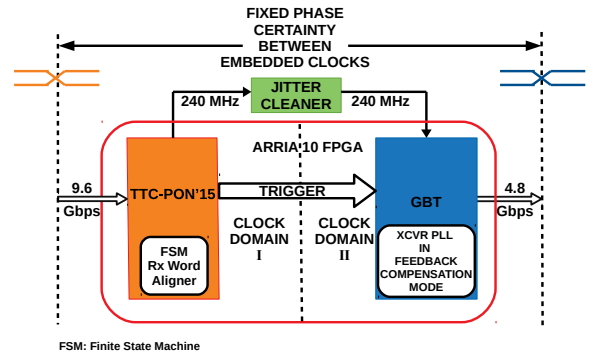 FIXED PHASE
CERTAINTY
BETWEEN
EMBEDDED CLOCKS
JITTER
CLEANER
240 MHz
240 MHz
ARRIA 10 FPGA
TTC-PON'15
TRIGGER
GBT
9.6
Gbps
4.8
Gbps
CLOCK
DOMAIN
I
CLOCK
DOMAIN
II
FSM
Rx Word
Aligner
XCVR PLL
IN
FEEDBACK
COMPENSATION
MODE
FSM: Finite State Machine